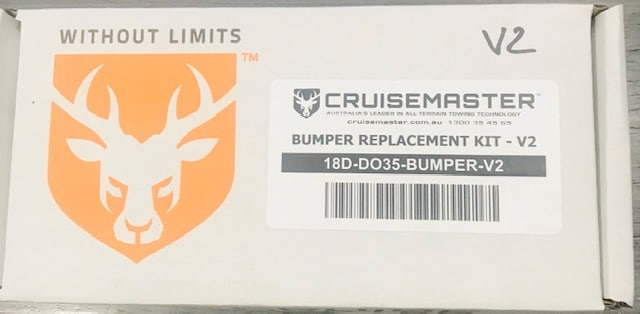 WITHOUT LIMITS
TM
V2
CRUISEMASTER™
AUSTRALIA'S LEADER IN ALL-TERRAIN TOWING TECHNOLOGY
cruisemaster.com.au 1300 35 45 65
BUMPER REPLACEMENT KIT - V2
18D-DO35-BUMPER-V2